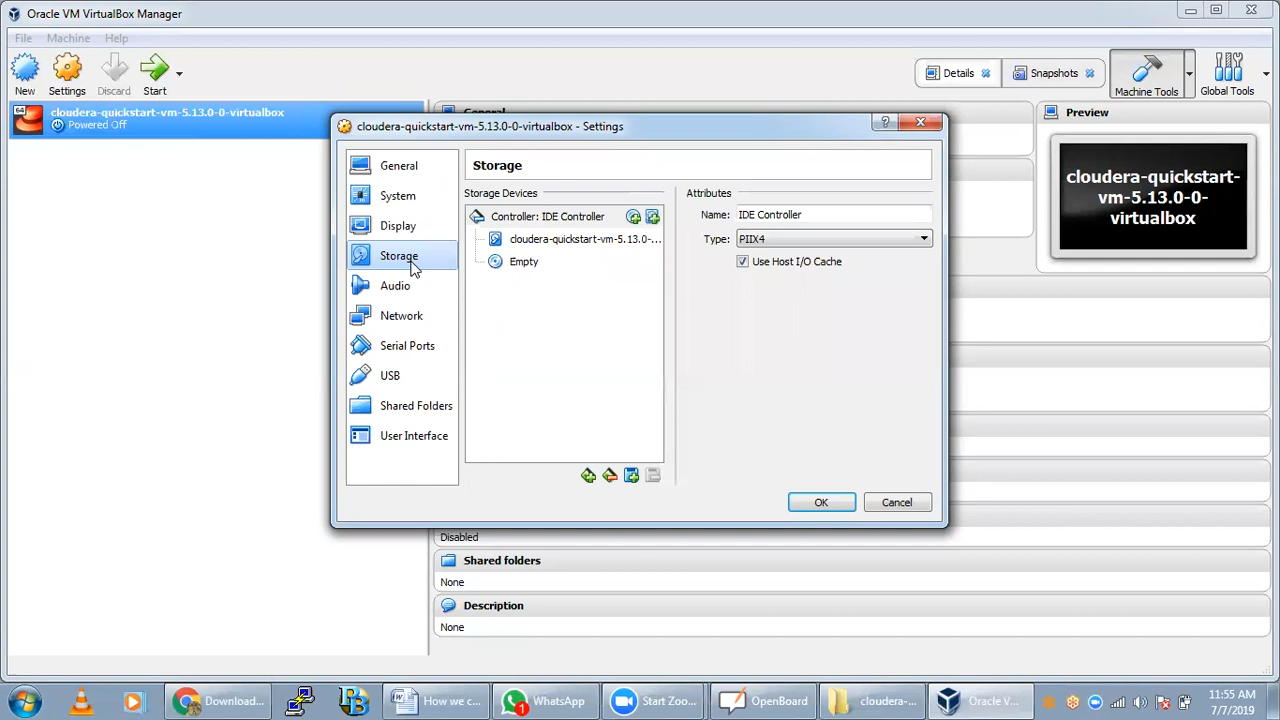 Oracle VM VirtualBox Manager
File Machine Help
New Settings Discard Start
Details Snapshots Machine Tools Global Tools
64
cloudera-quickstart-vm-5.13.0-0-virtualbox
Powered Off
General
Preview
cloudera-quickstart-
vm-5.13.0-0-
virtualbox
cloudera-quickstart-vm-5.13.0-0-virtualbox - Settings
?
General
System
Display
Storage
Audio
Network
Serial Ports
USB
Shared Folders
User Interface
Storage
Storage Devices
Controller: IDE Controller
cloudera-quickstart-vm-5.13.0-...
Empty
Attributes
Name: IDE Controller
Type: PIIX4
Use Host I/O Cache
OK Cancel
Disabled
Shared folders
None
Description
None
Download... How we c... 1 WhatsApp Start Zoo... OpenBoard cloudera-... Oracle V...
11:55 AM
7/7/2019